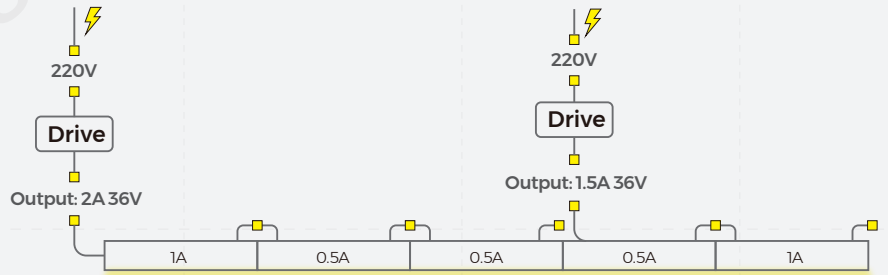 220V
220V
Drive
Drive
Output: 2A 36V
Output: 1.5A 36V
1A
0.5A
0.5A
0.5A
1A